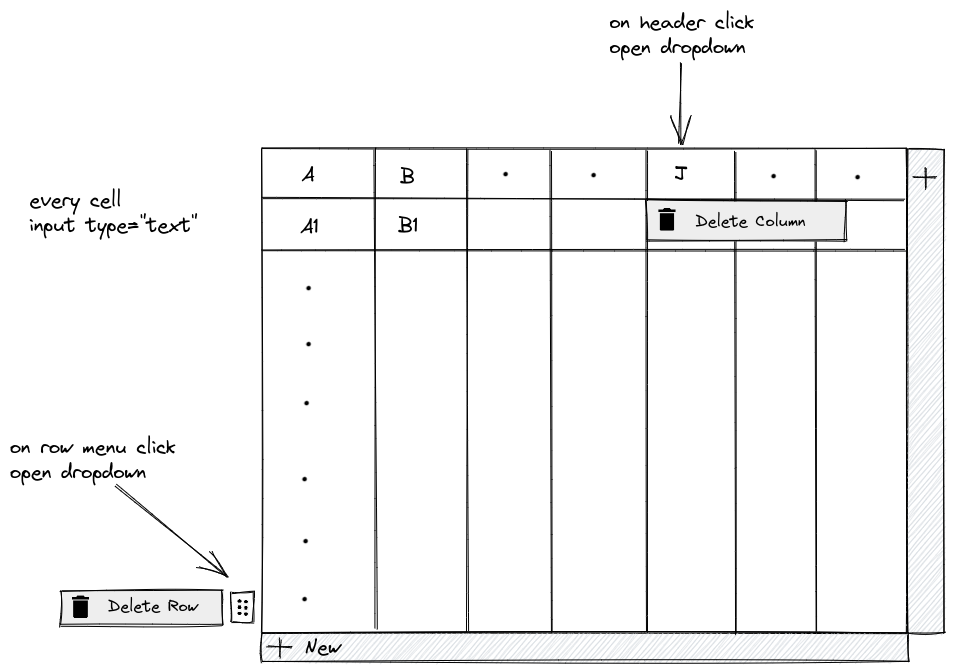 on header click
open dropdown
A B J +
every cell
input type="text"
A1 B1 Delete Column
on row menu click
open dropdown
Delete Row
+ New